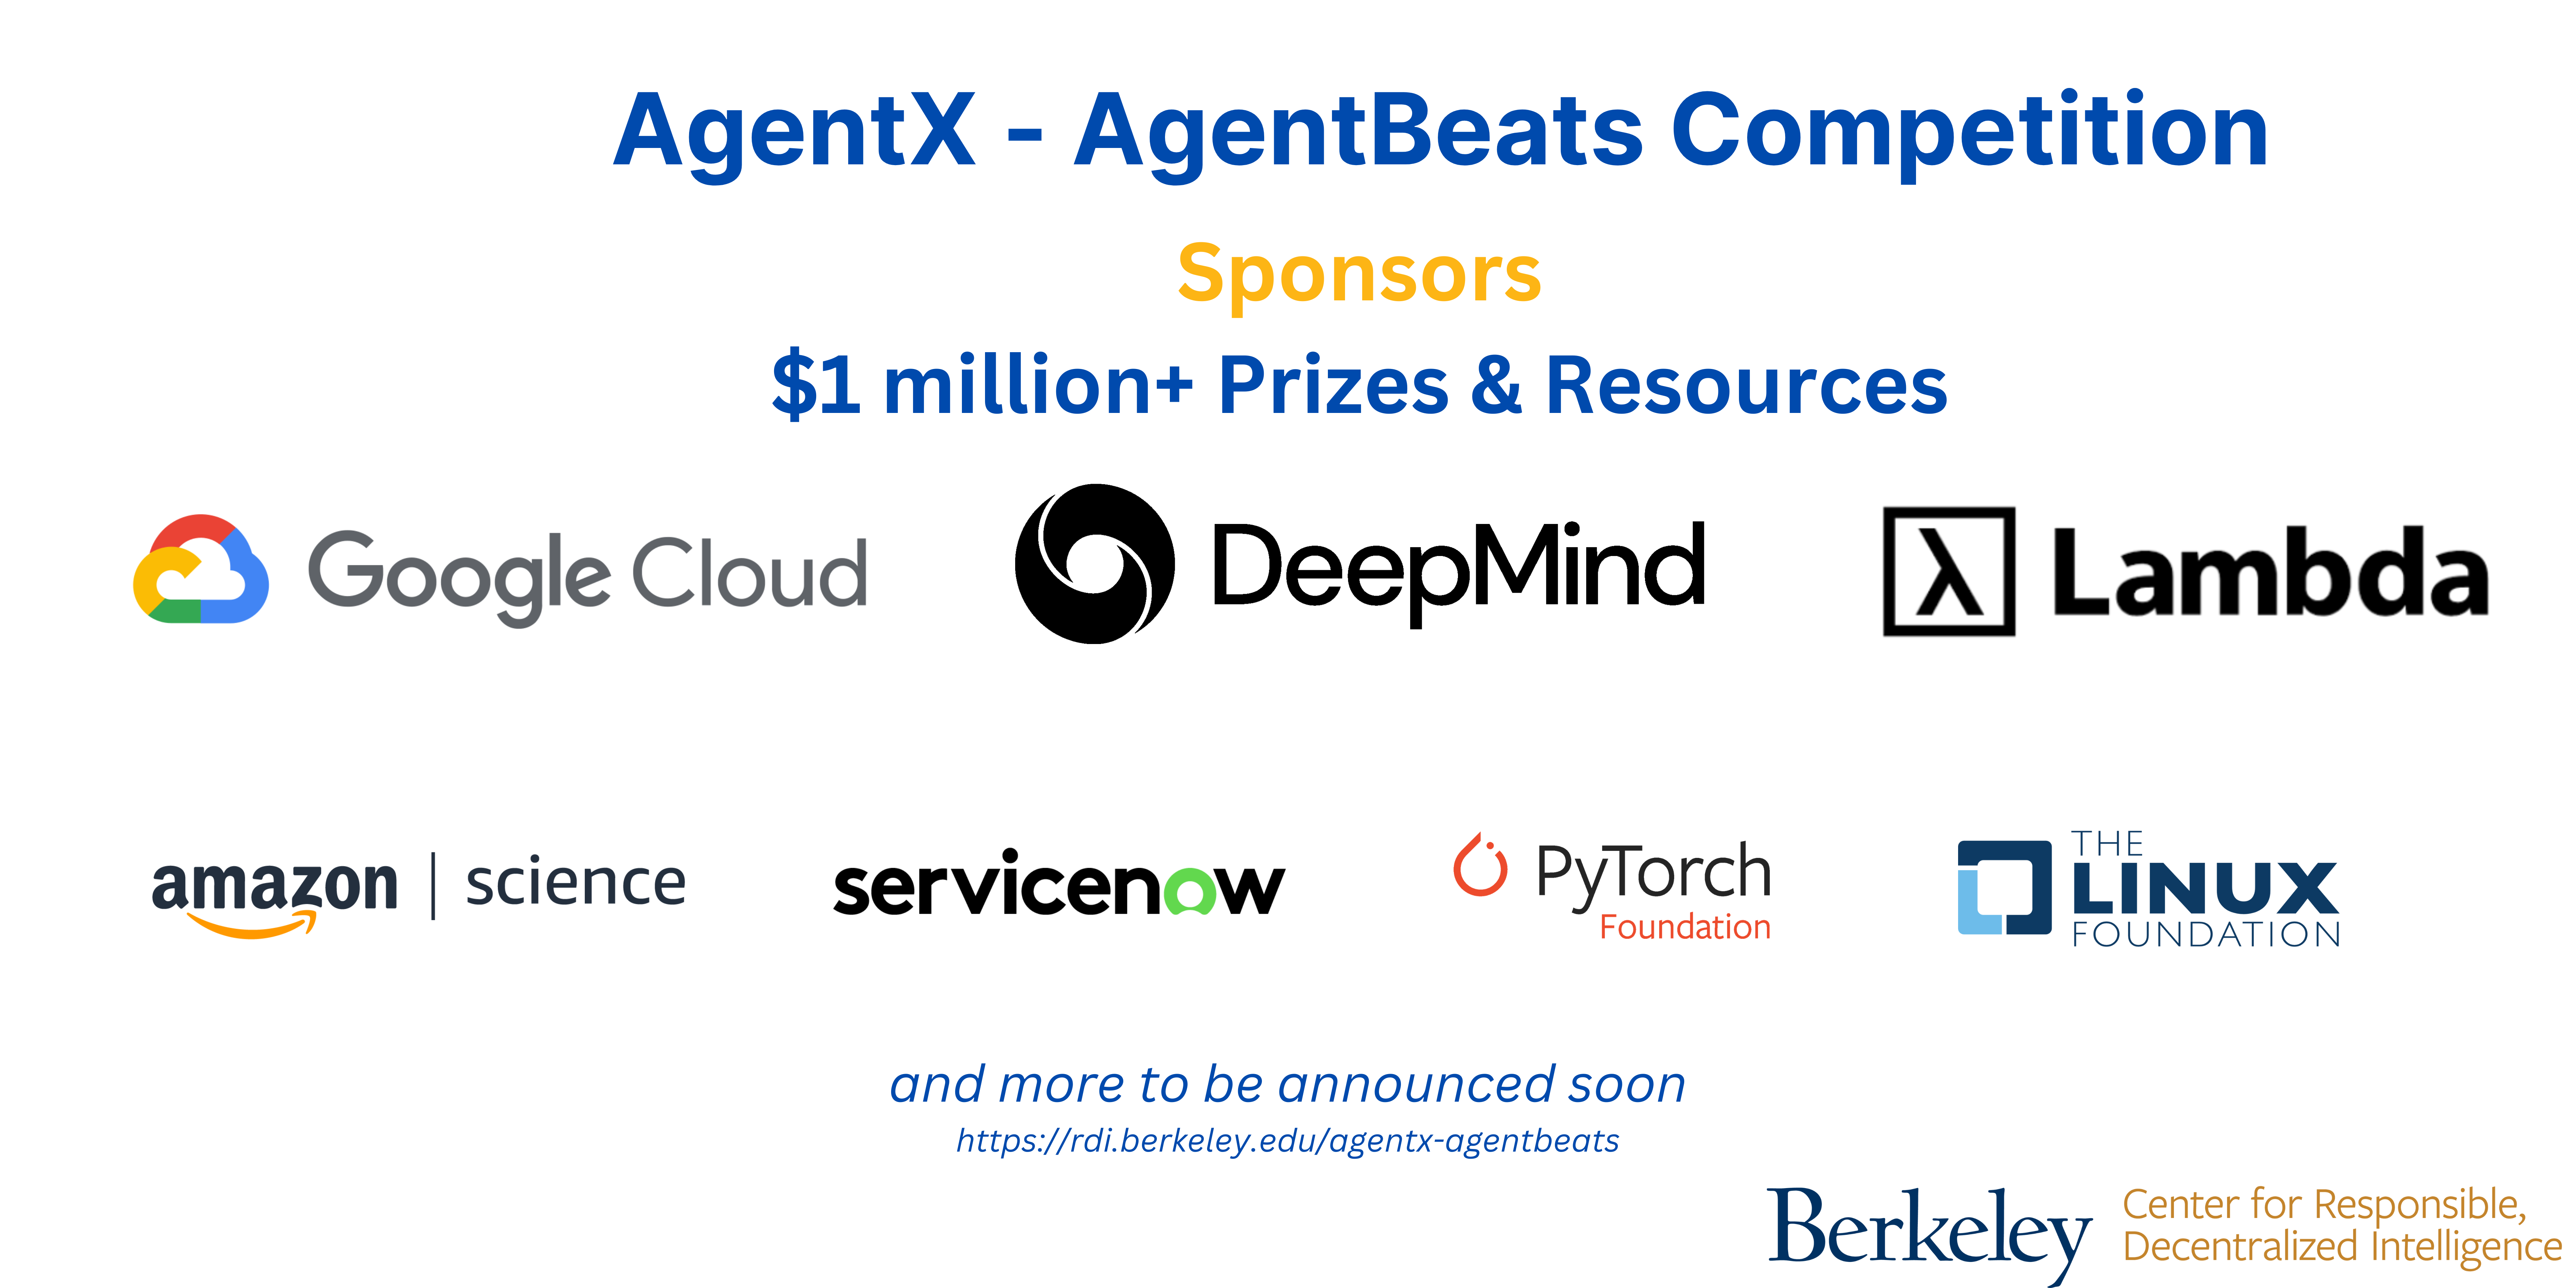 AgentX - AgentBeats Competition
Sponsors
$1 million+ Prizes & Resources
Google Cloud
DeepMind
λ Lambda
amazon | science
servicenow
PyTorch
Foundation
THE
LINUX
FOUNDATION
and more to be announced soon
https://rdi.berkeley.edu/agentx-agentbeats
Berkeley
Center for Responsible,
Decentralized Intelligence